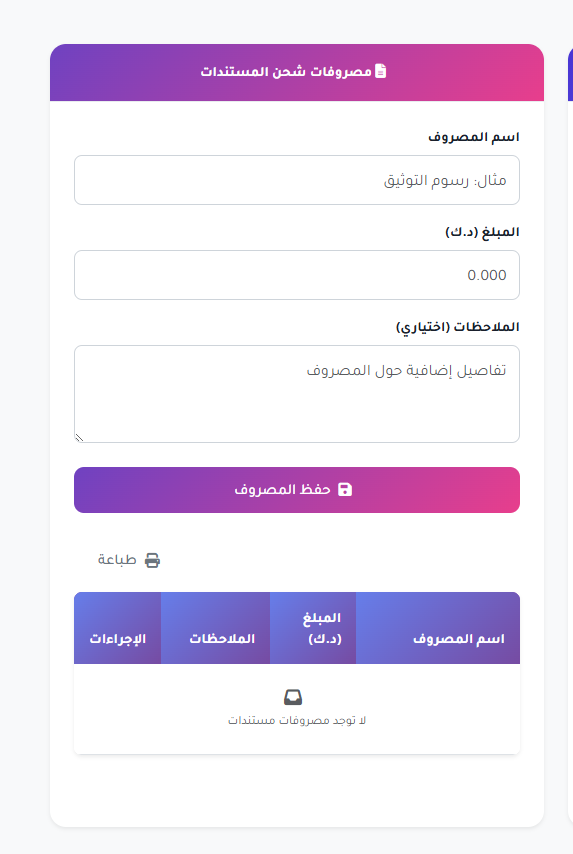 مصروفات شحن المستندات
اسم المصروف
مثال: رسوم التوثيق
المبلغ (د.ك)
0.000
الملاحظات (اختياري)
تفاصيل إضافية حول المصروف
حفظ المصروف
طباعة
اسم المصروف
المبلغ (د.ك)
الملاحظات
الإجراءات
لا توجد مصروفات مستندات